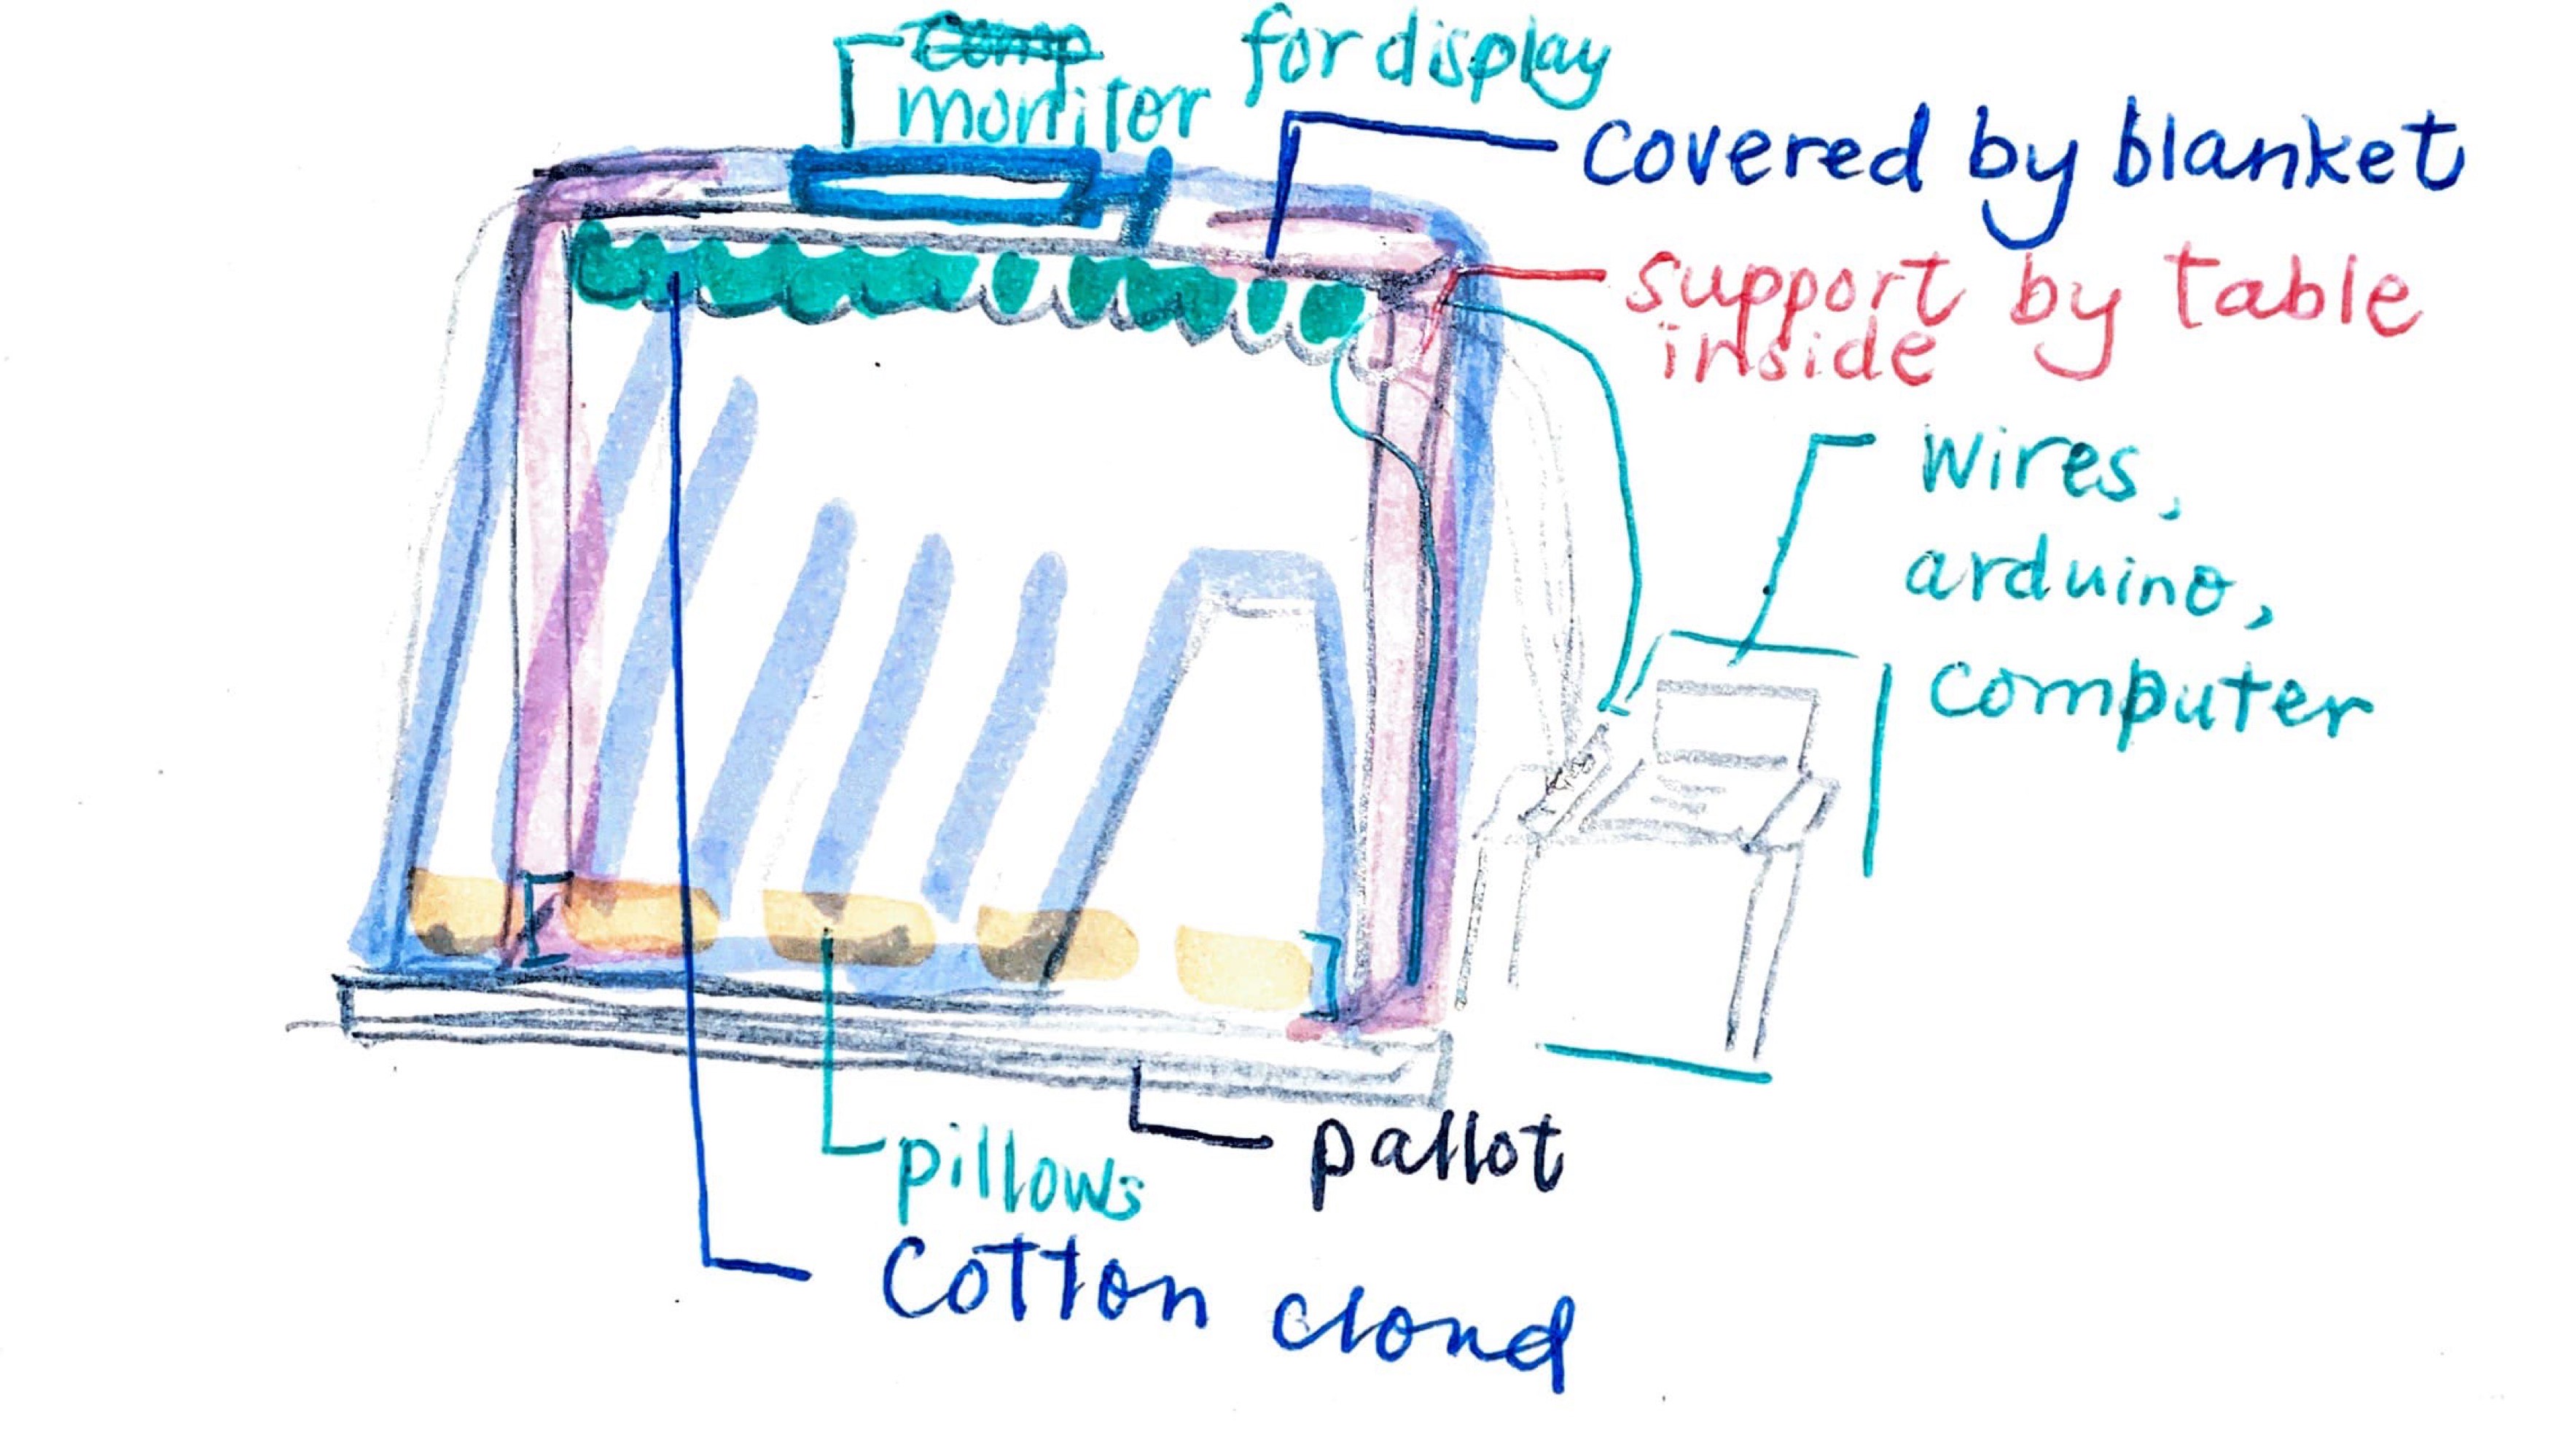 Comp
monitor for display
covered by blanket
support by table
inside
wires,
arduino,
computer
pillows
pallot
Cotton cloud